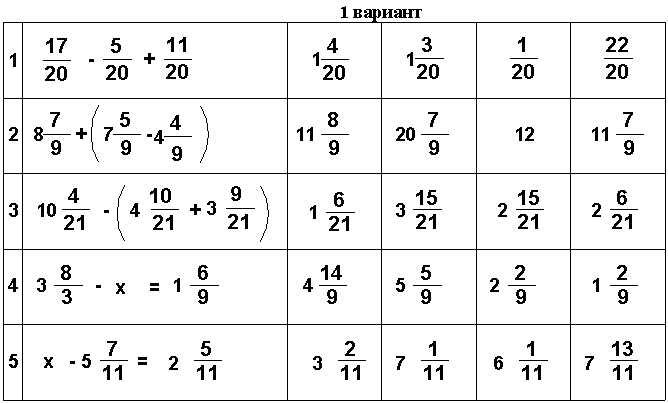 1 вариант
1 17/20 - 5/20 + 11/20 1 4/20 1 3/20 1/20 22/20
2 8 7/9 + (7 5/9 - 4 4/9) 11 8/9 20 7/9 12 11 7/9
3 10 4/21 - (4 10/21 + 3 9/21) 1 6/21 3 15/21 2 15/21 2 6/21
4 3 8/3 - x = 1 6/9 4 14/9 5 5/9 2 2/9 1 2/9
5 x - 5 7/11 = 2 5/11 3 2/11 7 1/11 6 1/11 7 13/11